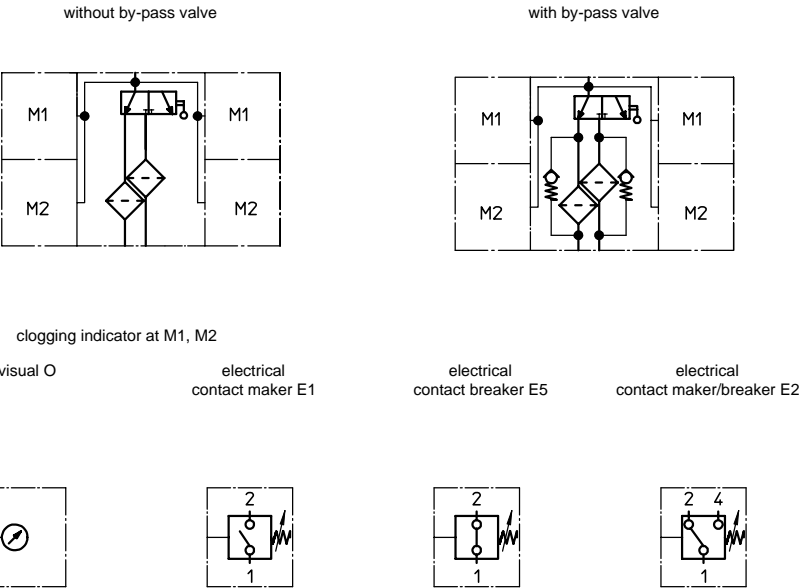 without by-pass valve
with by-pass valve
M1
M1
M2
M2
M1
M1
M2
M2
clogging indicator at M1, M2
visual O
electrical
contact maker E1
electrical
contact breaker E5
electrical
contact maker/breaker E2
2
1
2
1
2 4
1